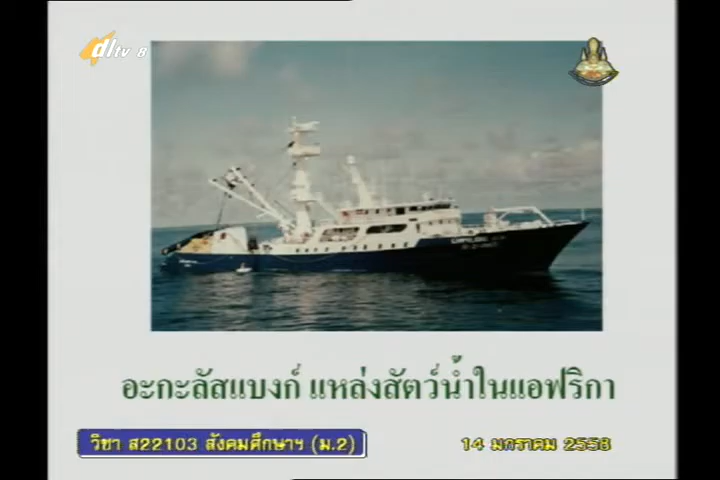 dltv 8
อะกะลัสแบงก์ แหล่งสัตว์น้ำในแอฟริกา
วิชา ส22103 สังคมศึกษาฯ (ม.2)
14 มกราคม 2558